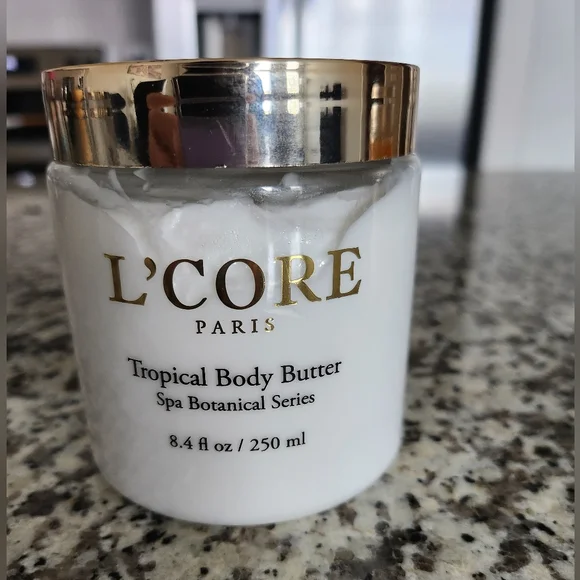 L'CORE
PARIS
Tropical Body Butter
Spa Botanical Series
8.4 fl oz / 250 ml